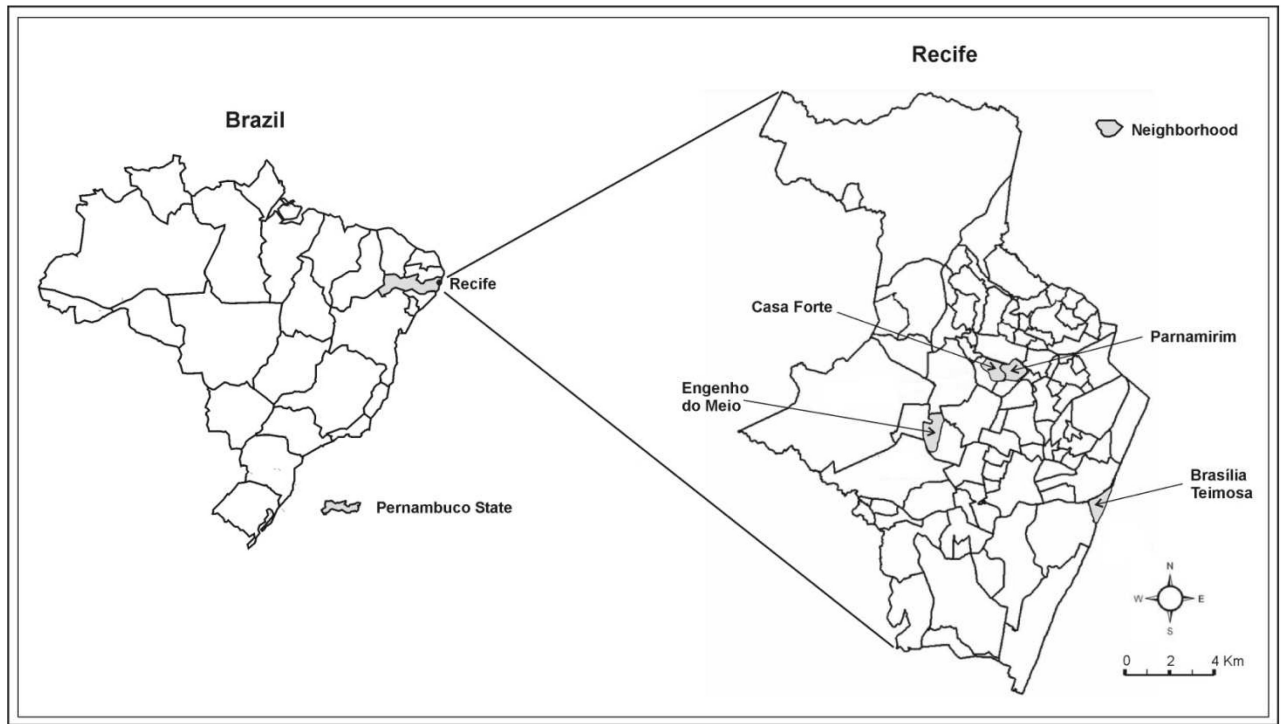 Brazil
Recife
Pernambuco State
Recife
Neighborhood
Casa Forte
Parnamirim
Engenho
do Meio
Brasília
Teimosa
N
W E
S
0 2 4 Km